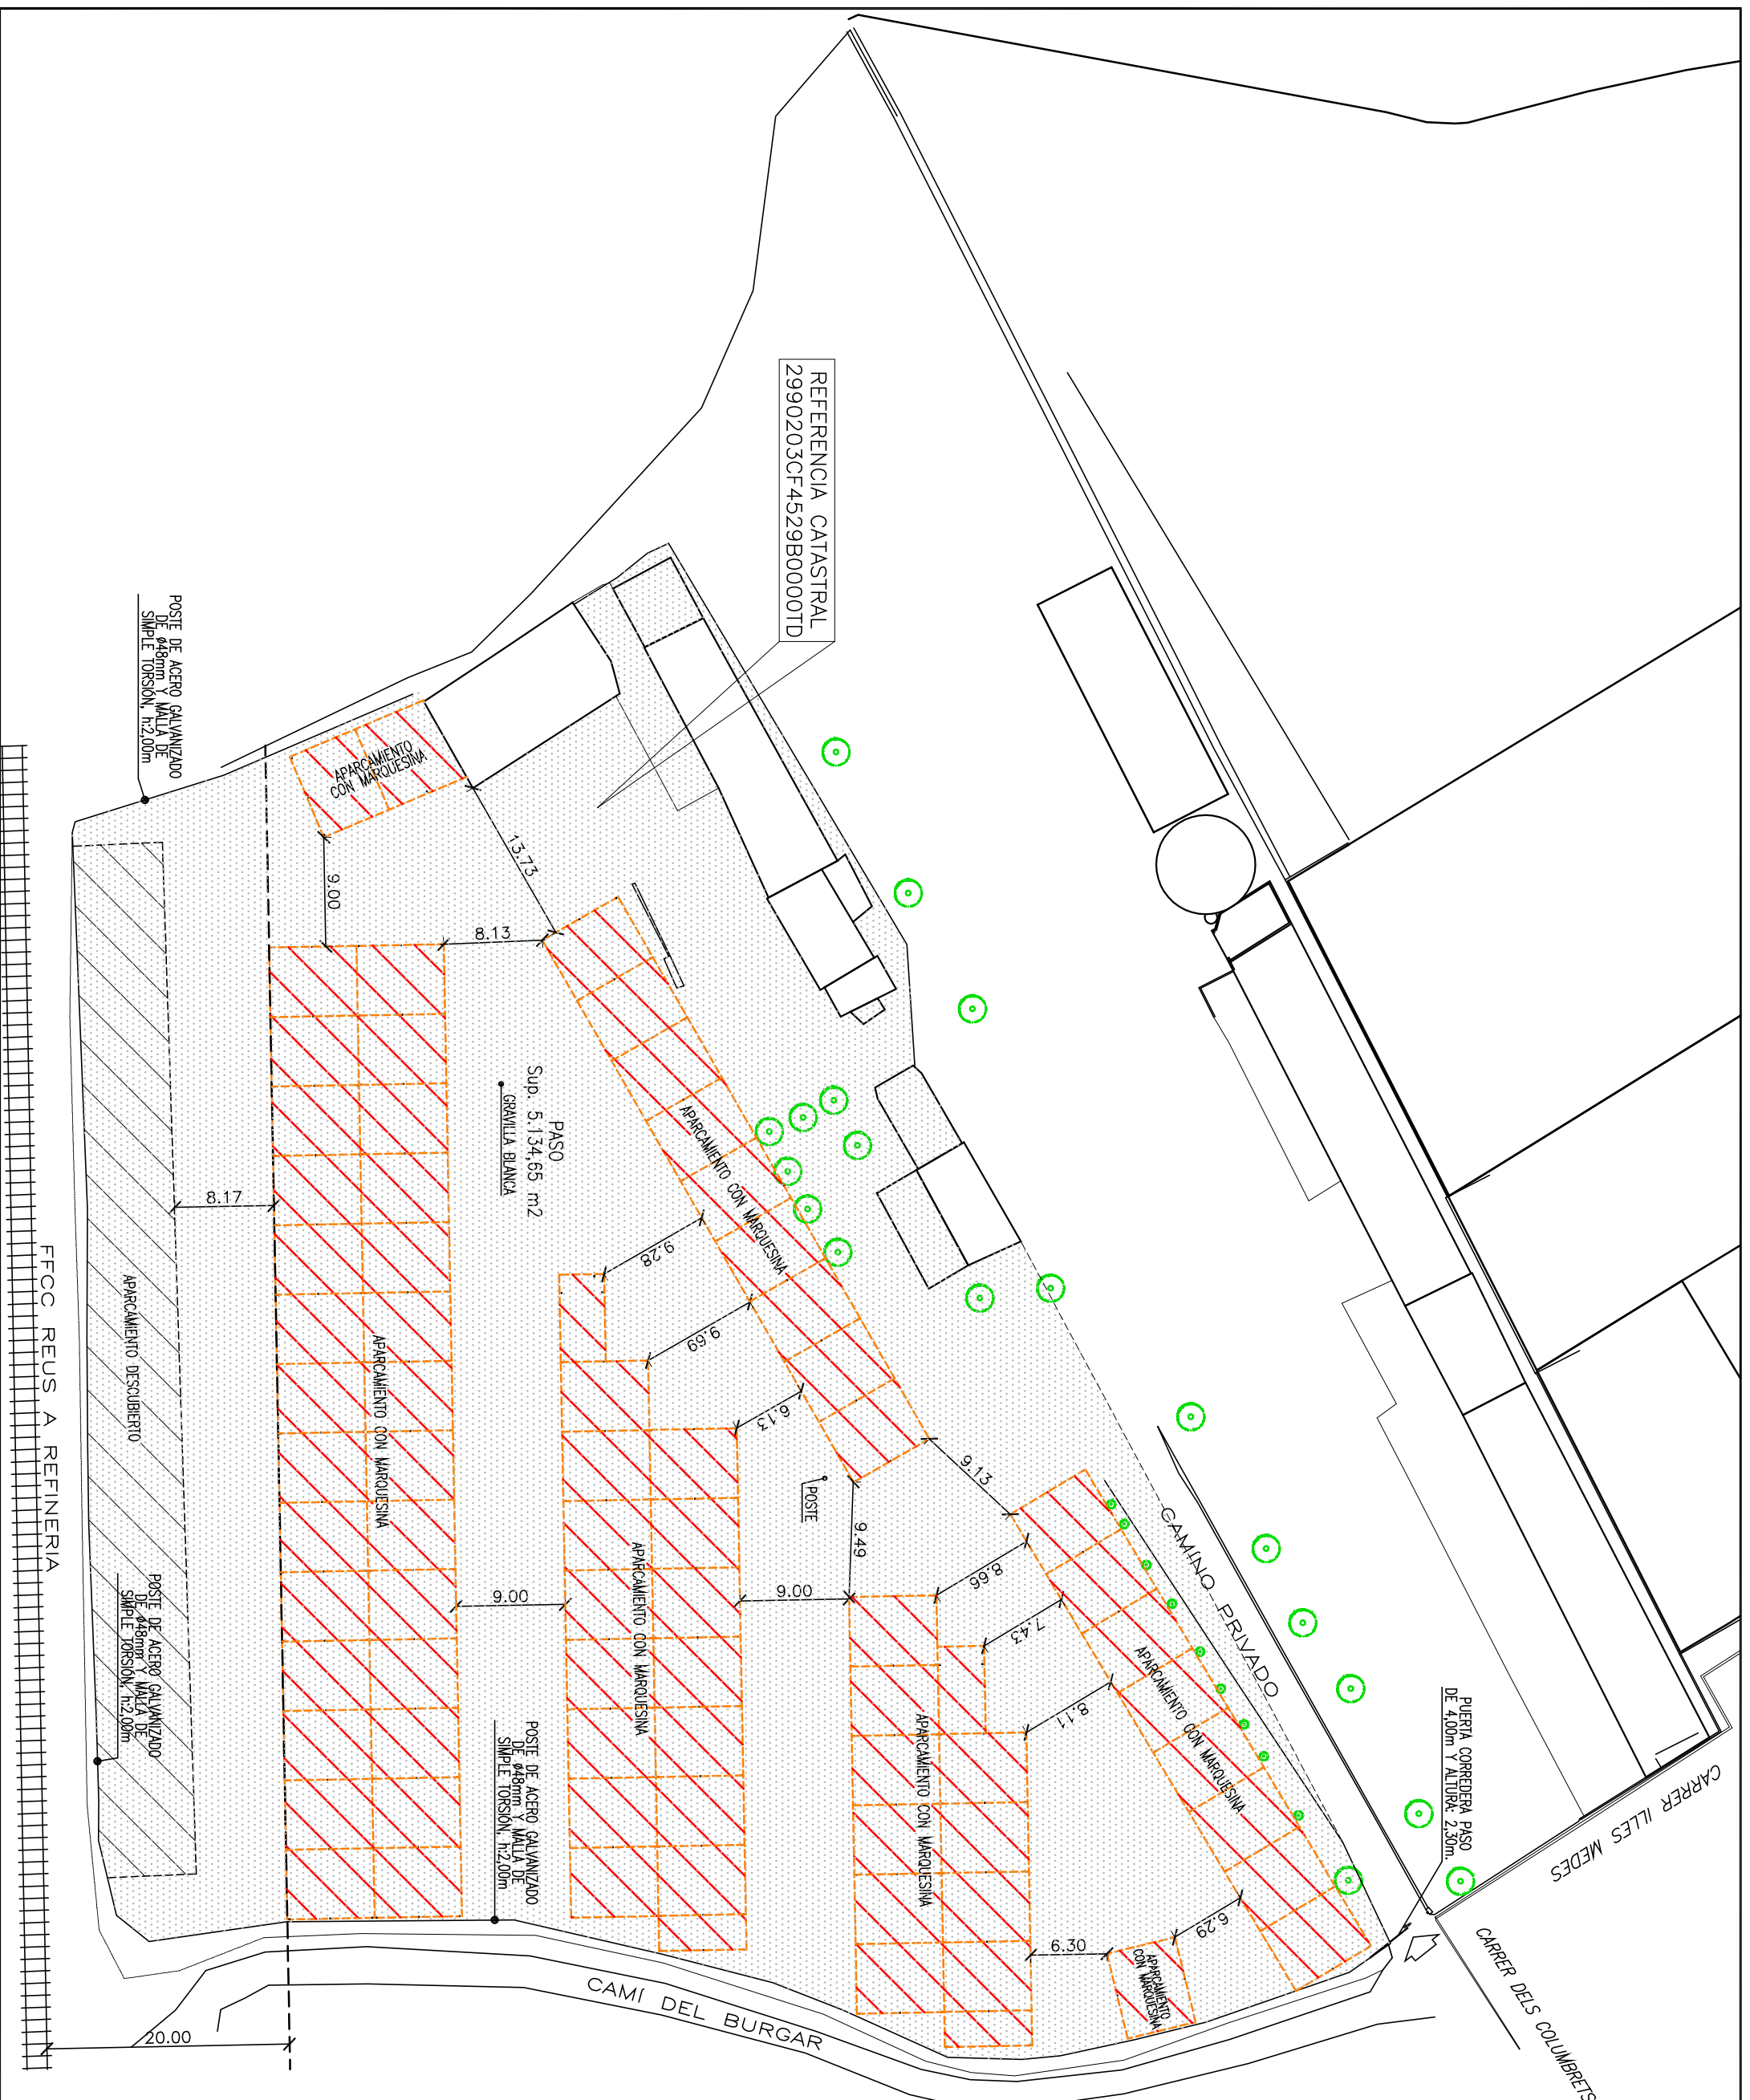 REFERENCIA CATASTRAL
2990203CF4529B0000TD
POSTE DE ACERO GALVANIZADO
DE ø48mm Y MALLA DE
SIMPLE TORSIÓN, h:2,00m
APARCAMIENTO
CON MARQUESINA
13.73
9.00
8.13
PASO
Sup. 5.134,65 m2
GRAVILLA BLANCA
8.17
APARCAMIENTO CON MARQUESINA
9.28
9.69
6.13
APARCAMIENTO DESCUBIERTO
FFCC REUS A REFINERIA
APARCAMIENTO CON MARQUESINA
POSTE
9.13
9.49
9.00
9.00
8.66
7.43
8.11
CAMÍNO PRIVADO
APARCAMIENTO CON MARQUESINA
APARCAMIENTO CON MARQUESINA
APARCAMIENTO CON MARQUESINA
POSTE DE ACERO GALVANIZADO
DE ø48mm Y MALLA DE
SIMPLE TORSIÓN, h:2,00m
POSTE DE ACERO GALVANIZADO
DE ø48mm Y MALLA DE
SIMPLE TORSIÓN, h:2,00m
PUERTA CORREDERA PASO
DE 4,00m Y ALTURA: 2,30m.
CARRER ILLES MEDES
CARRER DELS COLUMBRETS
6.29
6.30
APARCAMIENTO
CON MARQUESINA
CAMÍ DEL BURGAR
20.00